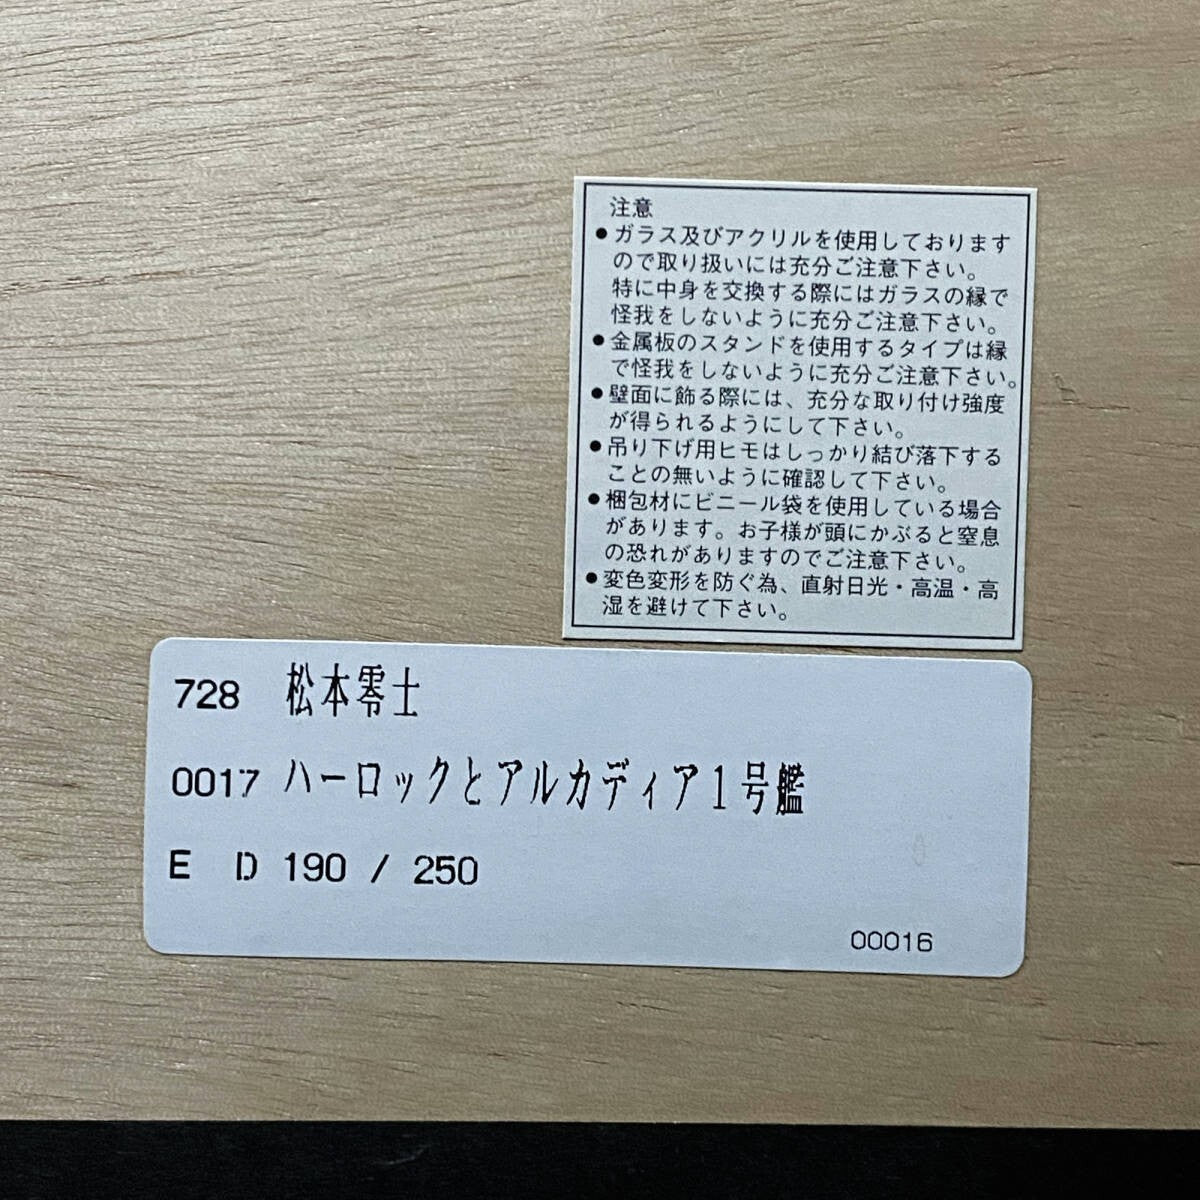 注意
●ガラス及びアクリルを使用しております
ので取り扱いには充分ご注意下さい。
特に中身を交換する際にはガラスの縁で
怪我をしないように充分ご注意下さい。
●金属板のスタンドを使用するタイプは縁
で怪我をしないように充分ご注意下さい。
●壁面に飾る際には、充分な取り付け強度
が得られるようにして下さい。
●吊り下げ用ヒモはしっかり結び落下する
ことの無いように確認して下さい。
●梱包材にビニール袋を使用している場合
があります。お子様が頭にかぶると窒息
の恐れがありますのでご注意下さい。
●変色変形を防ぐ為、直射日光・高温・高
湿を避けて下さい。
728 松本零士
0017 ハーロックとアルカディア1号艦
E D 190 / 250
00016